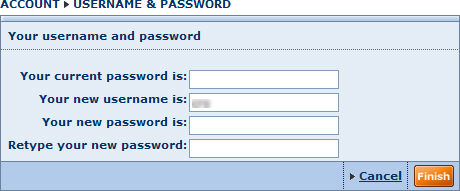 ACCOUNT ▸ USERNAME & PASSWORD
Your username and password
Your current password is:
Your new username is:
Your new password is:
Retype your new password:
▸ Cancel Finish